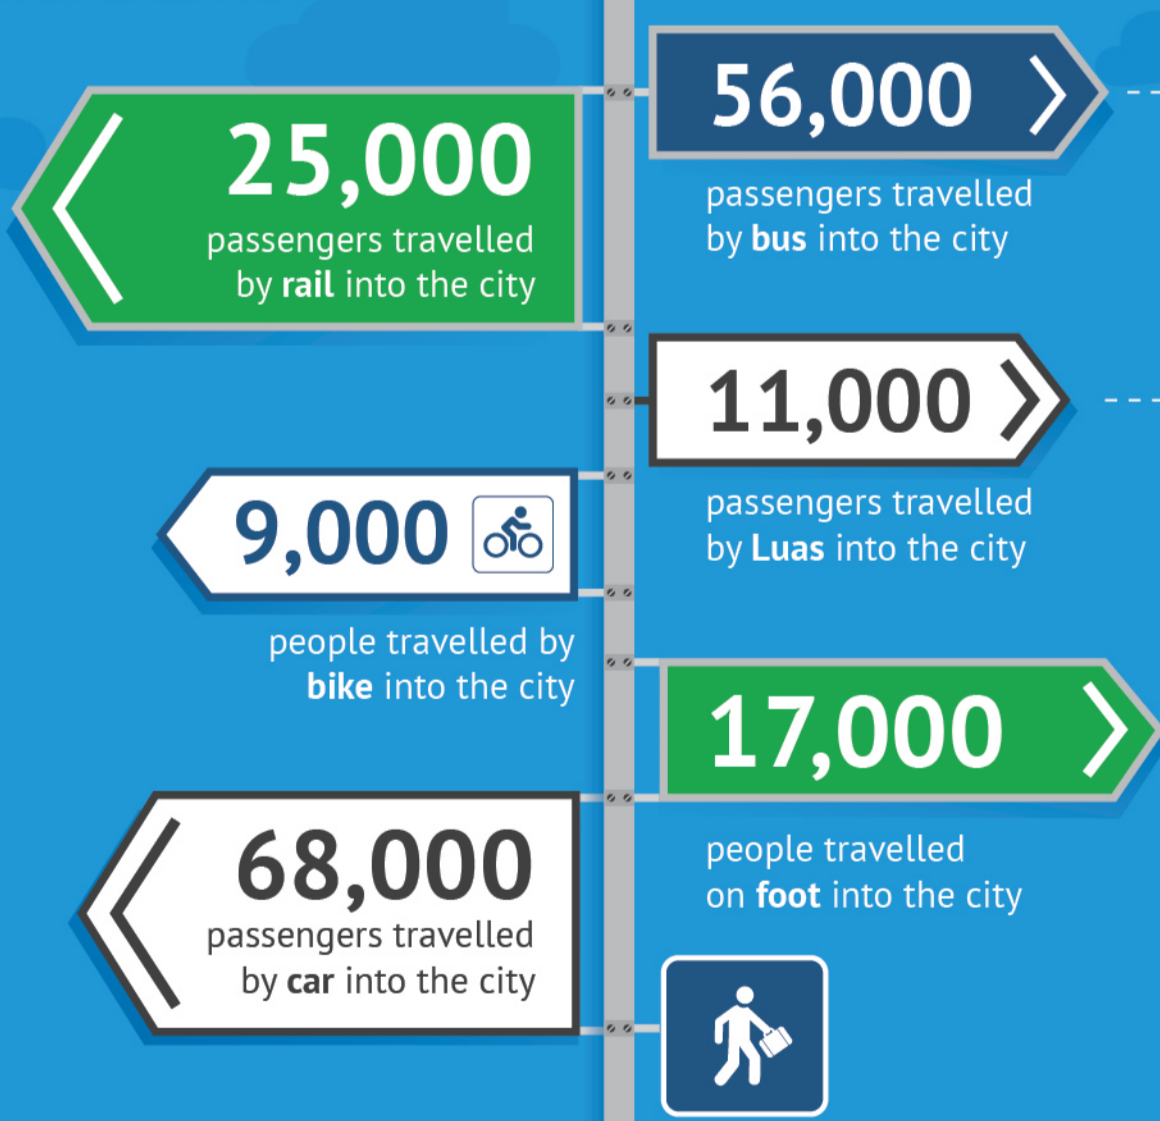 56,000
passengers travelled
by bus into the city
25,000
passengers travelled
by rail into the city
11,000
passengers travelled
by Luas into the city
9,000
people travelled by
bike into the city
17,000
people travelled
on foot into the city
68,000
passengers travelled
by car into the city